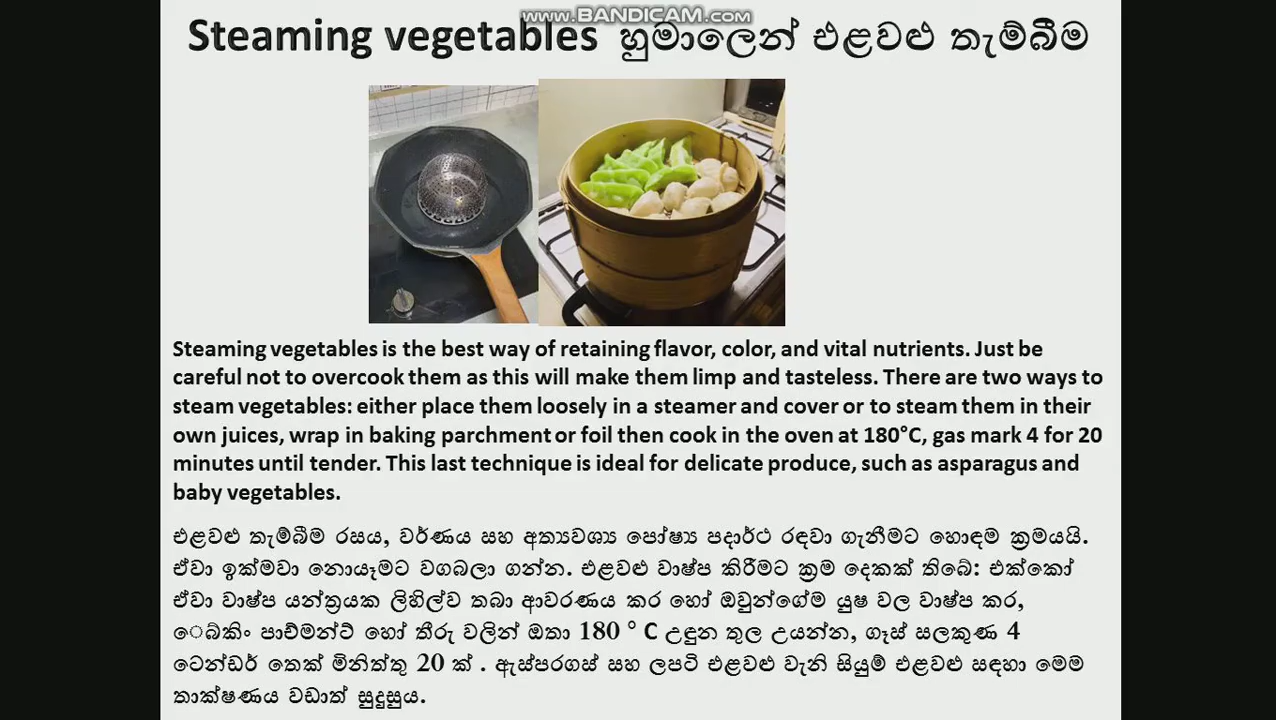 www.BANDICAM.com
Steaming vegetables හුමාලෙන් එළවළු තැම්බීම
Steaming vegetables is the best way of retaining flavor, color, and vital nutrients. Just be
careful not to overcook them as this will make them limp and tasteless. There are two ways to
steam vegetables: either place them loosely in a steamer and cover or to steam them in their
own juices, wrap in baking parchment or foil then cook in the oven at 180°C, gas mark 4 for 20
minutes until tender. This last technique is ideal for delicate produce, such as asparagus and
baby vegetables.
එළවළු තැම්බීම රසය, වර්ණය සහ අත්‍යවශ්‍ය පෝෂ්‍ය පදාර්ථ රඳවා ගැනීමට හොඳම ක්‍රමයයි.
ඒවා ඉක්මවා නොයෑමට වගබලා ගන්න. එළවළු වාෂ්ප කිරීමට ක්‍රම දෙකක් තිබේ: එක්කෝ
ඒවා වාෂ්ප යන්ත්‍රයක ලිහිල්ව තබා ආවරණය කර හෝ ඔවුන්ගේම යුෂ වල වාෂ්ප කර,
ෙබ්කිං පාච්මන්ට් හෝ තීරු වලින් ඔතා 180 ° C උඳුන තුල උයන්න, ගෑස් සලකුණ 4
ටෙන්ඩර් තෙක් මිනිත්තු 20 ක් . ඇස්පරගස් සහ ලපටි එළවළු වැනි සියුම් එළවළු සඳහා මෙම
තාක්ෂණය වඩාත් සුදුසුය.